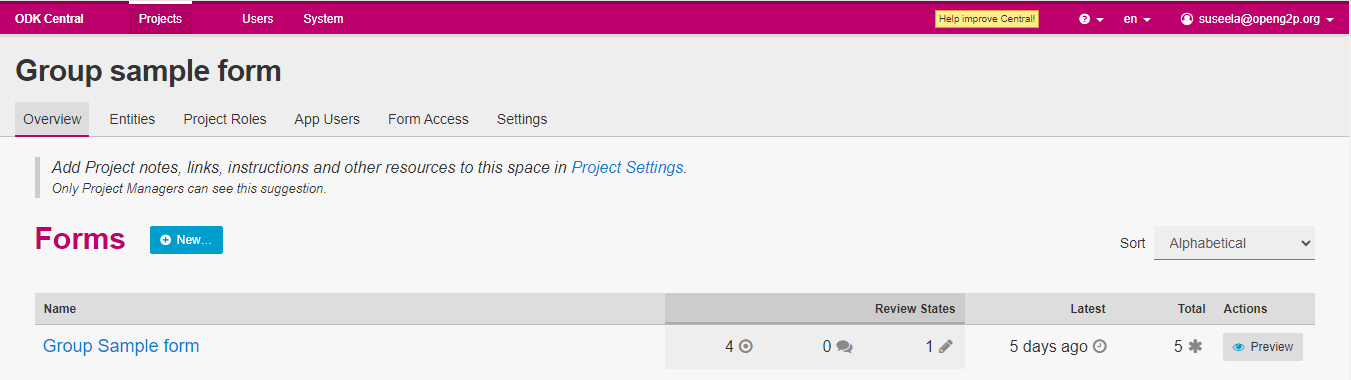 ODK Central Projects Users System Help improve Central! en suseela@openg2p.org
Group sample form
Overview Entities Project Roles App Users Form Access Settings
Add Project notes, links, instructions and other resources to this space in Project Settings.
Only Project Managers can see this suggestion.
Forms New... Sort Alphabetical
Name Review States Latest Total Actions
Group Sample form 4 0 1 5 days ago 5 Preview